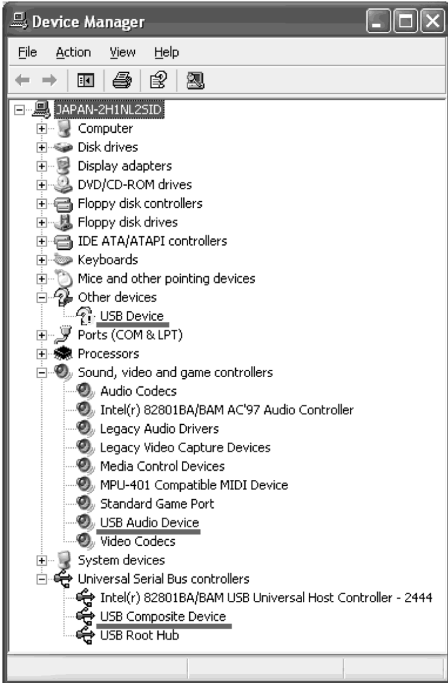 Device Manager
File Action View Help
JAPAN-2H1NL2SID
Computer
Disk drives
Display adapters
DVD/CD-ROM drives
Floppy disk controllers
Floppy disk drives
IDE ATA/ATAPI controllers
Keyboards
Mice and other pointing devices
Other devices
USB Device
Ports (COM & LPT)
Processors
Sound, video and game controllers
Audio Codecs
Intel(r) 82801BA/BAM AC'97 Audio Controller
Legacy Audio Drivers
Legacy Video Capture Devices
Media Control Devices
MPU-401 Compatible MIDI Device
Standard Game Port
USB Audio Device
Video Codecs
System devices
Universal Serial Bus controllers
Intel(r) 82801BA/BAM USB Universal Host Controller - 2444
USB Composite Device
USB Root Hub